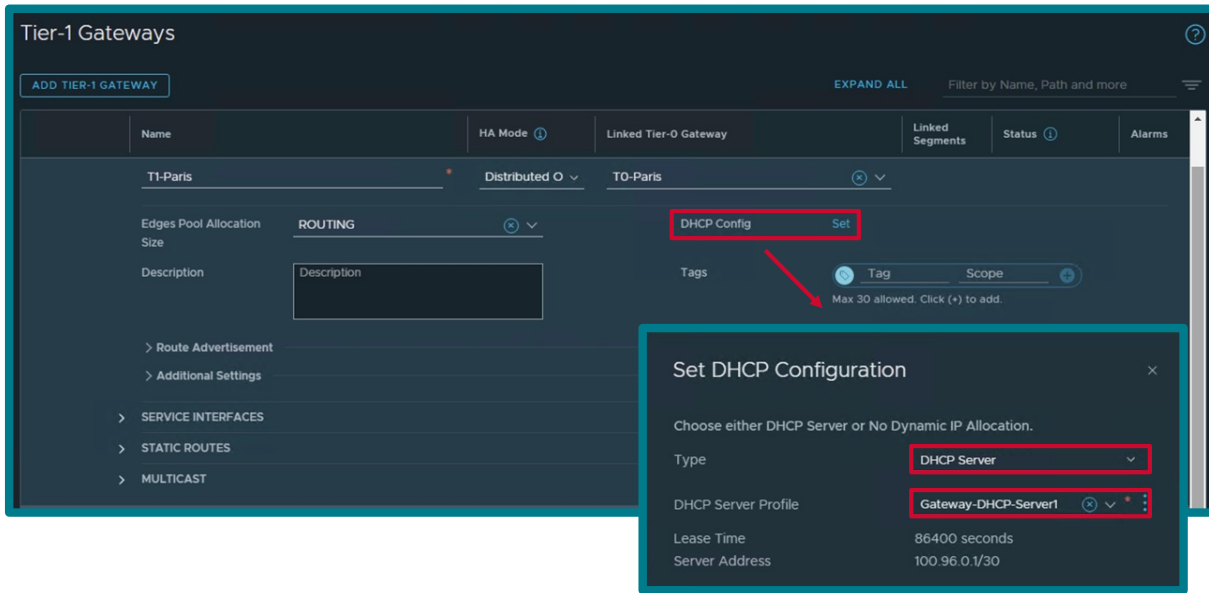 Tier-1 Gateways
ADD TIER-1 GATEWAY
EXPAND ALL
Filter by Name, Path and more
Name
HA Mode
Linked Tier-0 Gateway
Linked Segments
Status
Alarms
T1-Paris *
Distributed O
T0-Paris
Edges Pool Allocation Size
ROUTING
DHCP Config
Set
Description
Description
Tags
Tag
Scope
Max 30 allowed. Click (+) to add.
Route Advertisement
Additional Settings
SERVICE INTERFACES
STATIC ROUTES
MULTICAST
Set DHCP Configuration
Choose either DHCP Server or No Dynamic IP Allocation.
Type
DHCP Server
DHCP Server Profile
Gateway-DHCP-Server1 *
Lease Time
86400 seconds
Server Address
100.96.0.1/30